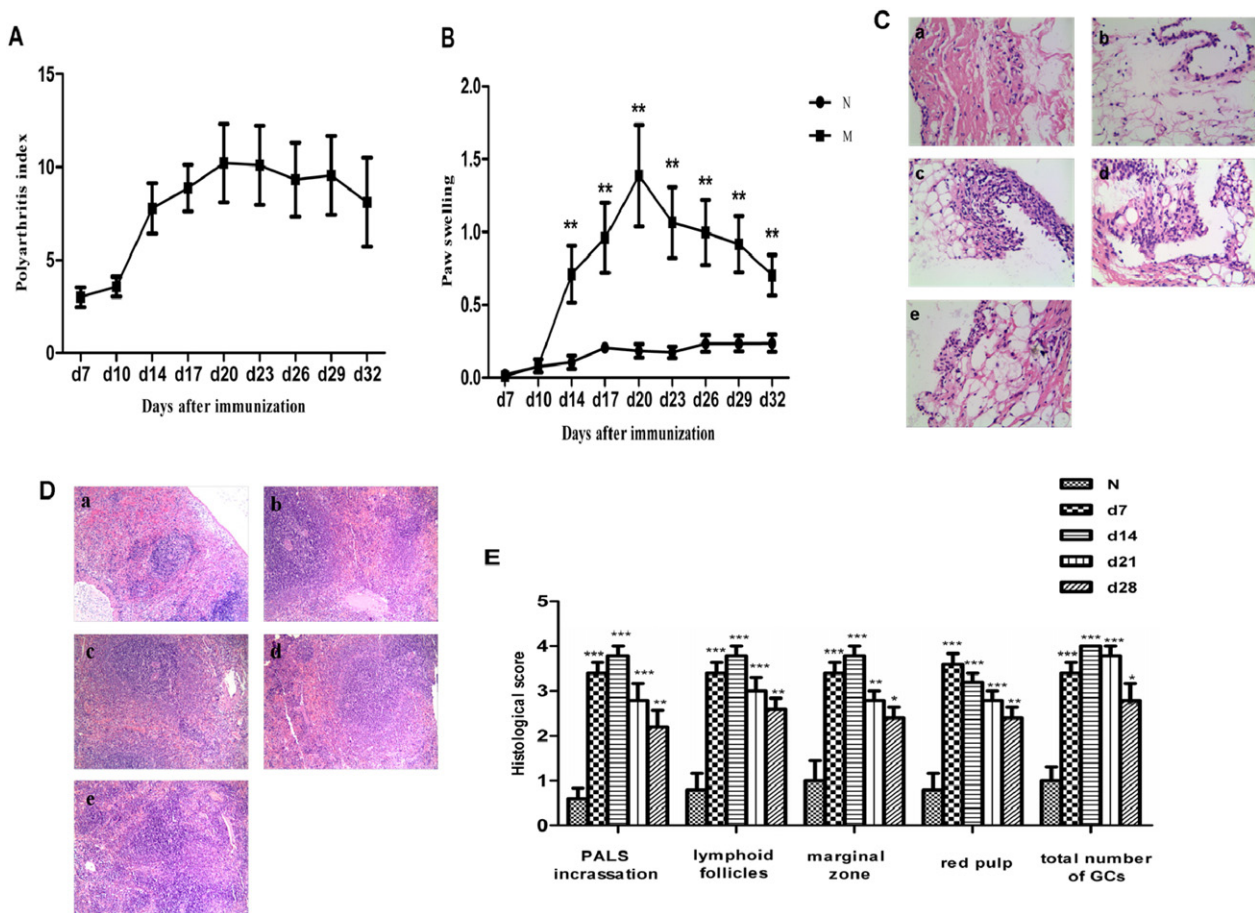 A
Polyarthritis index
15
10
5
0
d7 d10 d14 d17 d20 d23 d26 d29 d32
Days after immunization
B
Paw swelling
2.0
1.5
1.0
0.5
0.0
** ** ** ** ** ** **
d7 d10 d14 d17 d20 d23 d26 d29 d32
Days after immunization
N
M
C
a
b
c
d
e
D
a
b
c
d
e
E
N
d7
d14
d21
d28
Histological score
5
4
3
2
1
0
*** *** *** **
*** *** *** **
*** *** ** *
*** *** *** **
*** *** *** *
PALS
incrassation
lymphoid
follicles
marginal
zone
red pulp
total number
of GCs